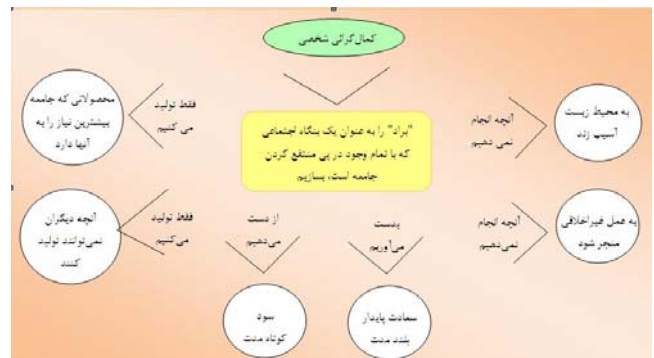 کمال‌گرائی شخصی
"براد" را به عنوان یک بنگاه اجتماعی
که با تمام وجود در پی منتفع کردن
جامعه است، بسازیم
آنچه انجام
نمی دهیم
به محیط زیست
آسیب زند
آنچه انجام
نمی‌دهیم
به عمل غیراخلاقی
منجر شود
بدست
می‌آوریم
سعادت پایدار
بلند مدت
از دست
می‌دهیم
سود
کوتاه مدت
فقط تولید
می کنیم
محصولاتی که جامعه
بیشترین نیاز را به
آنها دارد
فقط تولید
می‌کنیم
آنچه دیگران
نمی‌توانند تولید
کنند